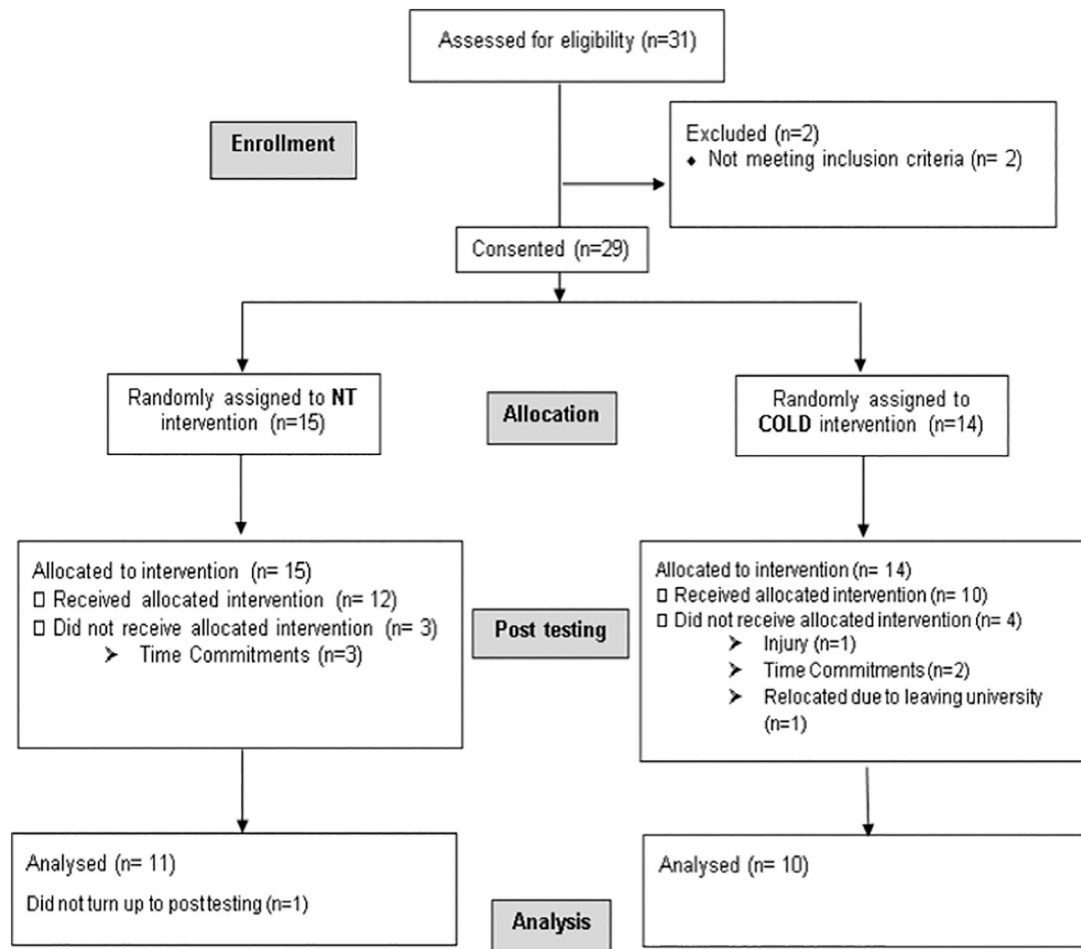 Assessed for eligibility (n=31)
Enrollment
Excluded (n=2)
⬧ Not meeting inclusion criteria (n= 2)
Consented (n=29)
Randomly assigned to NT
intervention (n=15)
Allocation
Randomly assigned to
COLD intervention (n=14)
Allocated to intervention (n= 15)
□ Received allocated intervention (n= 12)
□ Did not receive allocated intervention (n= 3)
➢ Time Commitments (n=3)
Post testing
Allocated to intervention (n= 14)
□ Received allocated intervention (n= 10)
□ Did not receive allocated intervention (n= 4)
➢ Injury (n=1)
➢ Time Commitments (n=2)
➢ Relocated due to leaving university
(n=1)
Analysed (n= 11)
Did not turn up to post testing (n=1)
Analysis
Analysed (n= 10)